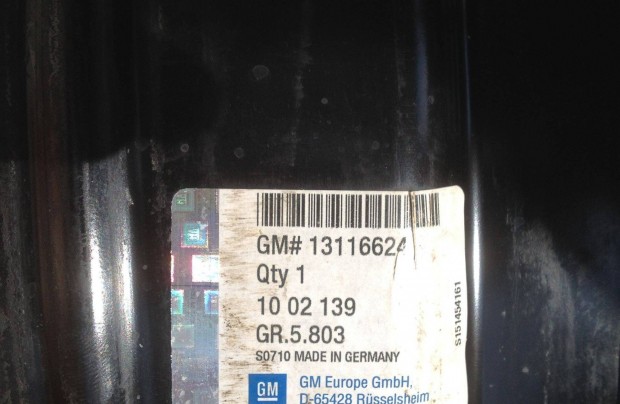 GM# 13116624
Qty 1
10 02 139
GR.5.803
S0710 MADE IN GERMANY
GM
GM Europe GmbH,
D-65428 Rüsselsheim
S151454161